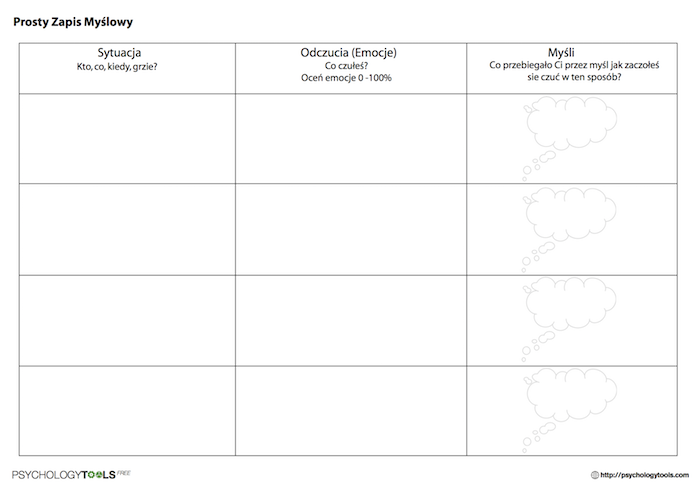 Prosty Zapis Myślowy
Sytuacja
Kto, co, kiedy, grzie?
Odczucia (Emocje)
Co czułeś?
Oceń emocje 0 -100%
Myśli
Co przebiegało Ci przez myśl jak zaczołeś
sie czuć w ten sposób?
PSYCHOLOGYTOOLS FREE
http://psychologytools.com